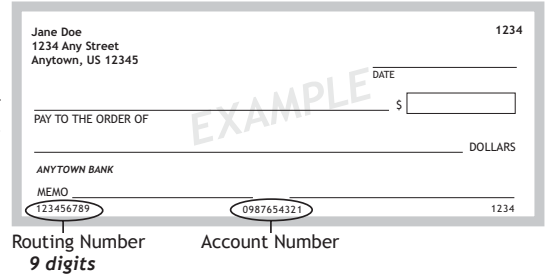 Jane Doe
1234
1234 Any Street
Anytown, US 12345
DATE
EXAMPLE
$
PAY TO THE ORDER OF
DOLLARS
ANYTOWN BANK
MEMO
123456789
0987654321
1234
Routing Number
Account Number
9 digits